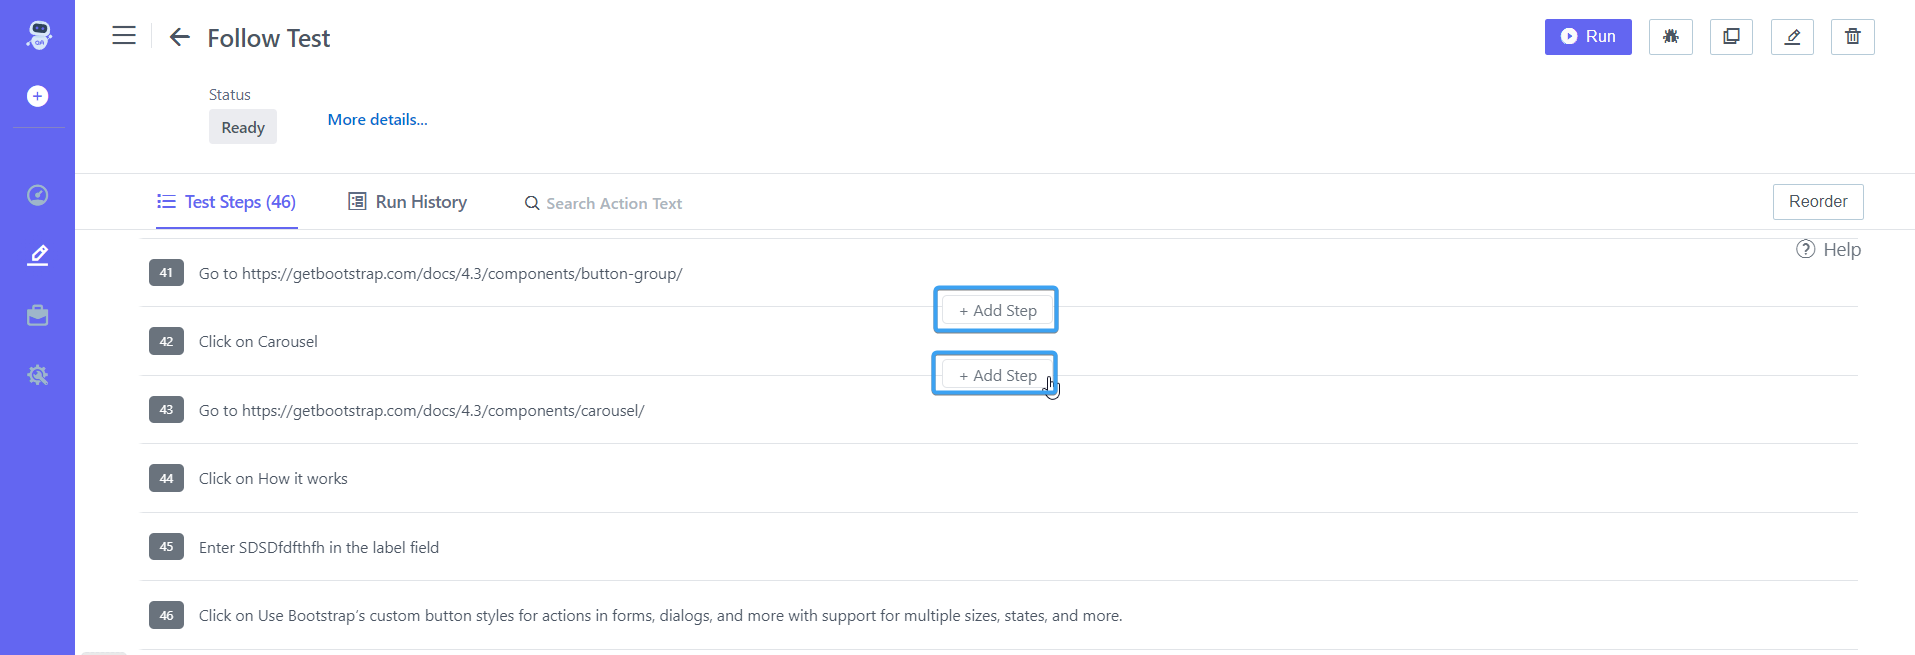 Follow Test
Run
Status
Ready
More details...
Test Steps (46)
Run History
Search Action Text
Reorder
Help
41 Go to https://getbootstrap.com/docs/4.3/components/button-group/
+ Add Step
42 Click on Carousel
+ Add Step
43 Go to https://getbootstrap.com/docs/4.3/components/carousel/
44 Click on How it works
45 Enter SDSDfdfthfh in the label field
46 Click on Use Bootstrap’s custom button styles for actions in forms, dialogs, and more with support for multiple sizes, states, and more.